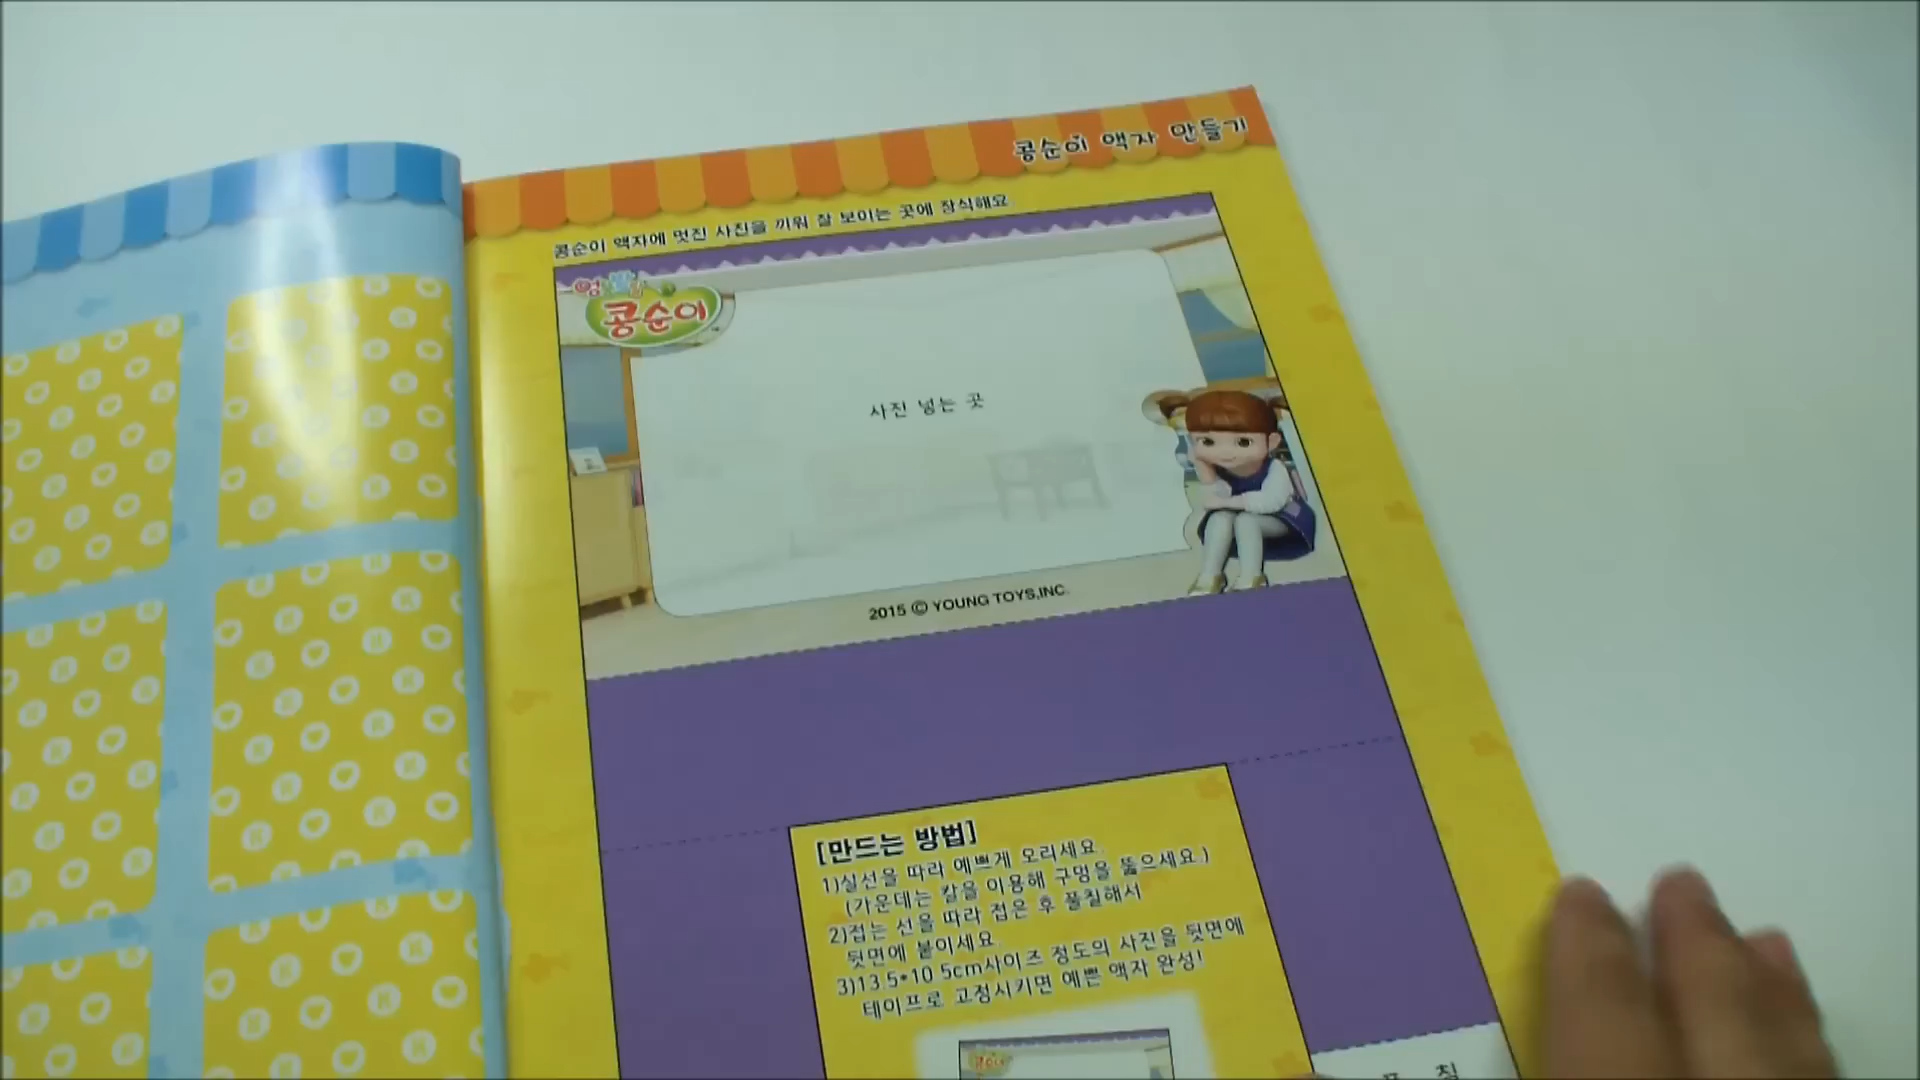 콩순이 액자 만들기
콩순이 액자에 멋진 사진을 끼워 잘 보이는 곳에 장식해요
콩순이
사진 넣는 곳
2015 © YOUNG TOYS,INC.
[만드는 방법]
1)실선을 따라 예쁘게 오리세요.
(가운데는 칼을 이용해 구멍을 뚫으세요.)
2)접는 선을 따라 접은 후 풀칠해서
뒷면에 붙이세요.
3)13.5*10.5cm사이즈 정도의 사진을 뒷면에
테이프로 고정시키면 예쁜 액자 완성!